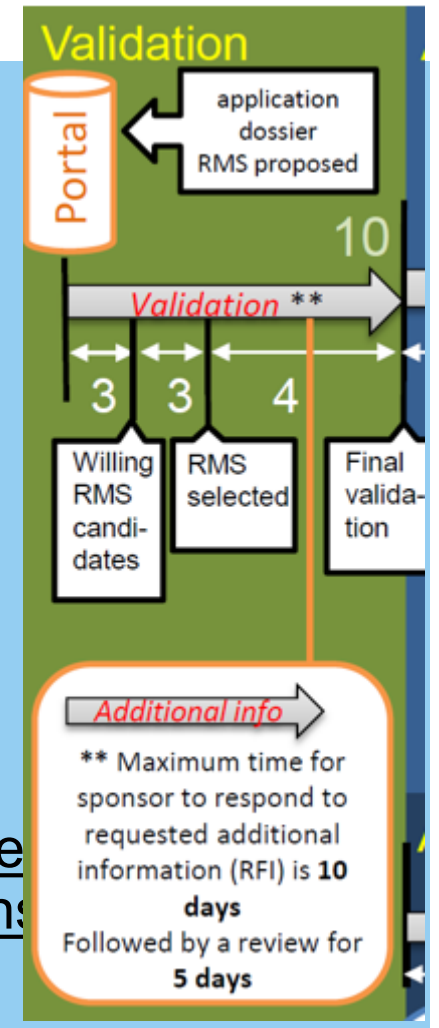 Validation
Portal
application
dossier
RMS proposed
10
Validation **
3 3 4
Willing
RMS
candi-
dates
RMS
selected
Final
valida-
tion
Additional info
** Maximum time for
sponsor to respond to
requested additional
information (RFI) is 10
days
Followed by a review for
5 days